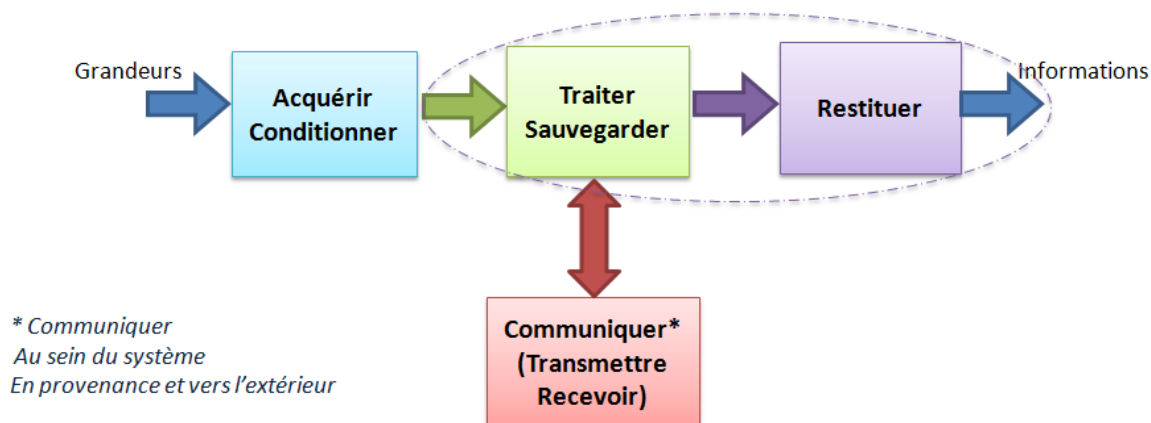 Grandeurs
Acquérir
Conditionner
Traiter
Sauvegarder
Restituer
Informations
Communiquer*
(Transmettre
Recevoir)
* Communiquer
Au sein du système
En provenance et vers l'extérieur